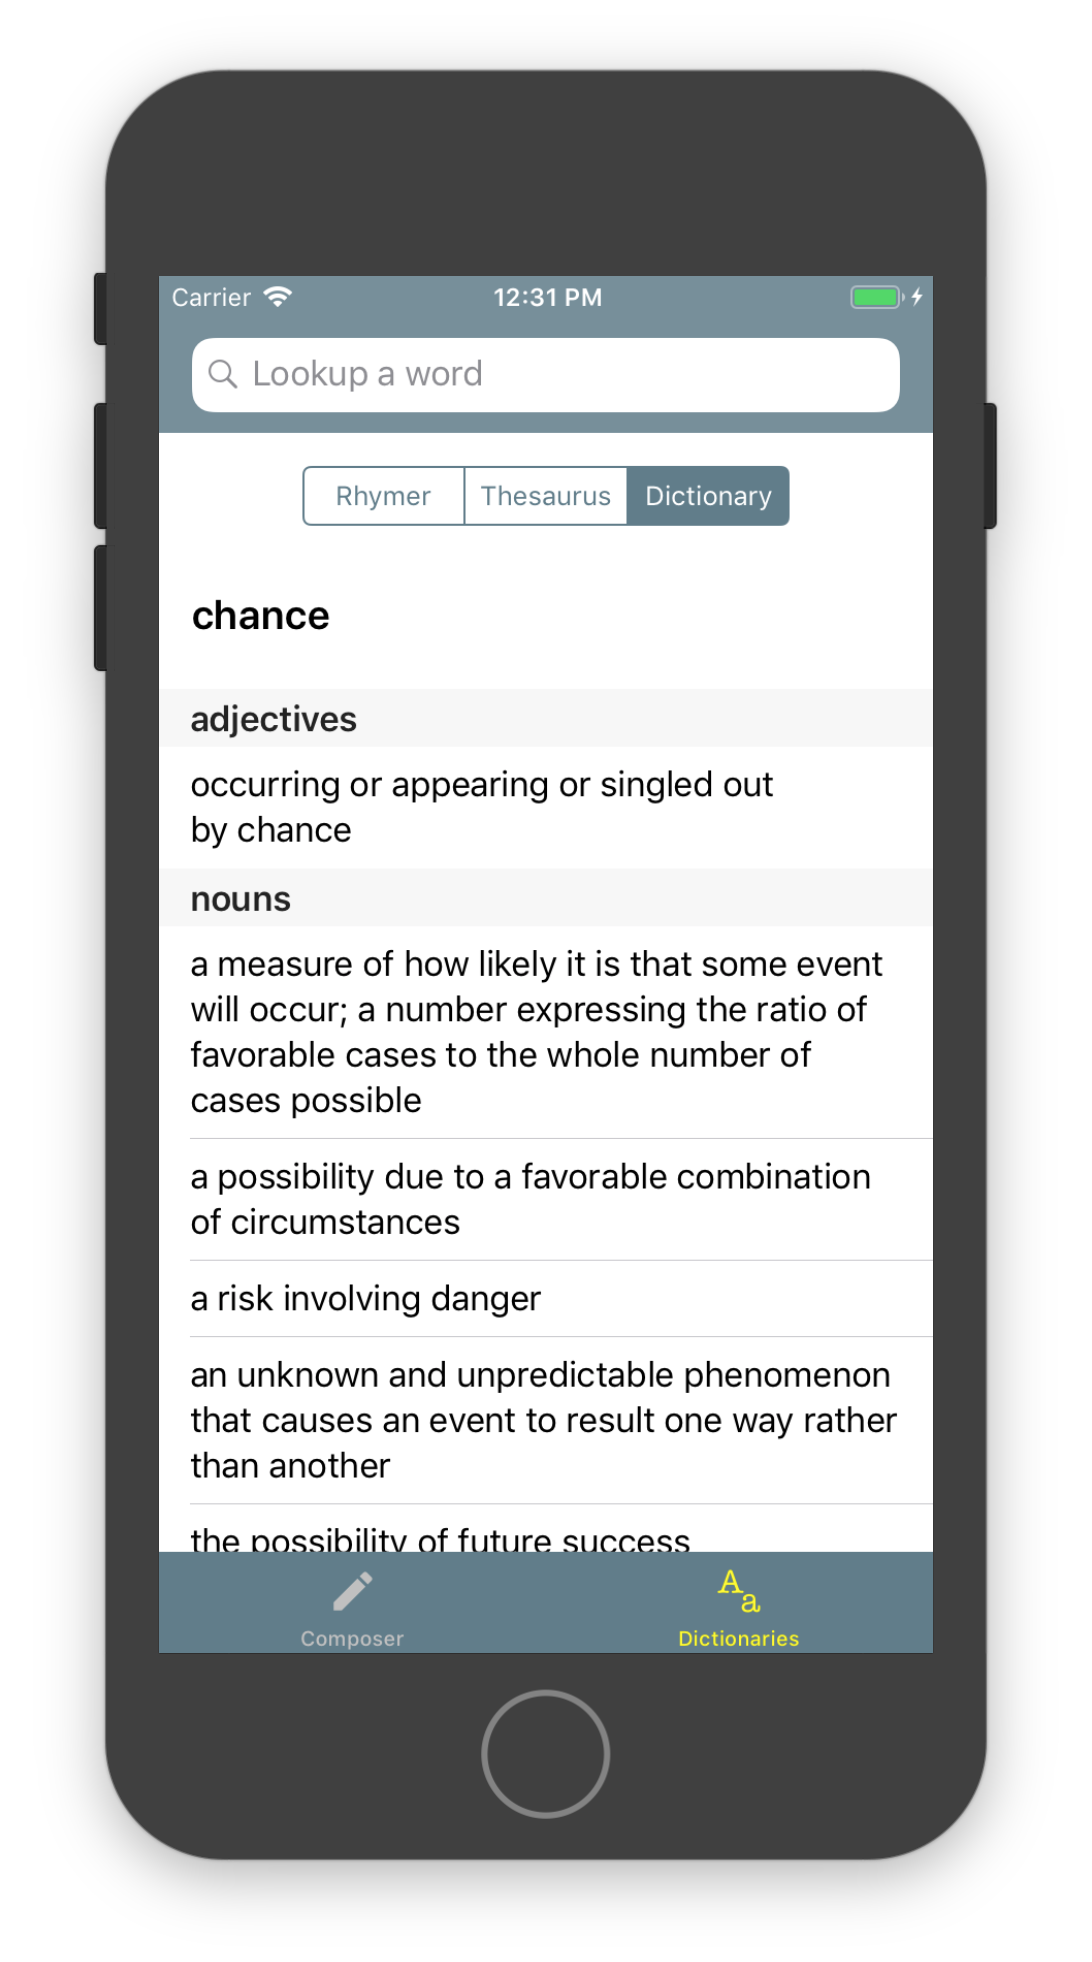 Carrier 12:31 PM
Lookup a word
Rhymer Thesaurus Dictionary
chance
adjectives
occurring or appearing or singled out
by chance
nouns
a measure of how likely it is that some event
will occur; a number expressing the ratio of
favorable cases to the whole number of
cases possible
a possibility due to a favorable combination
of circumstances
a risk involving danger
an unknown and unpredictable phenomenon
that causes an event to result one way rather
than another
the possibility of future success
Aa
Composer Dictionaries